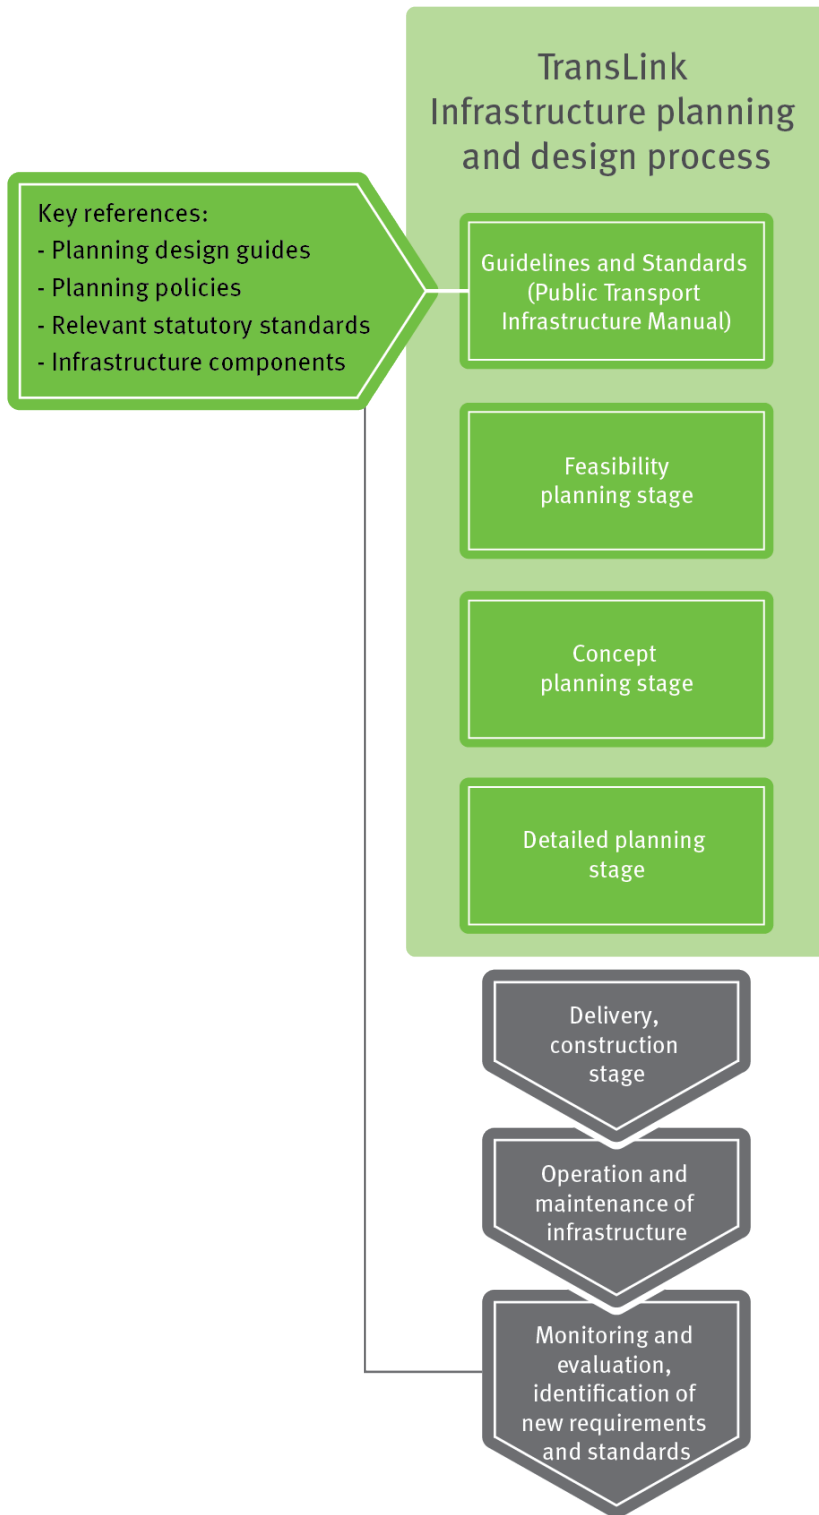 TransLink
Infrastructure planning
and design process
Key references:
- Planning design guides
- Planning policies
- Relevant statutory standards
- Infrastructure components
Guidelines and Standards
(Public Transport
Infrastructure Manual)
Feasibility
planning stage
Concept
planning stage
Detailed planning
stage
Delivery,
construction
stage
Operation and
maintenance of
infrastructure
Monitoring and
evaluation,
identification of
new requirements
and standards